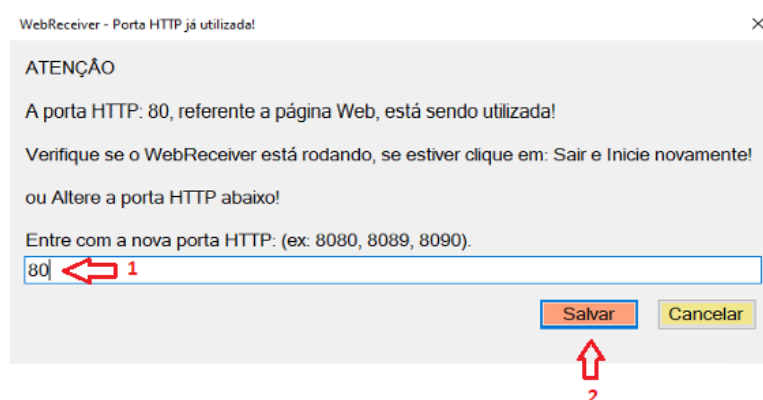 WebReceiver - Porta HTTP já utilizada!
ATENÇÂO
A porta HTTP: 80, referente a página Web, está sendo utilizada!
Verifique se o WebReceiver está rodando, se estiver clique em: Sair e Inicie novamente!
ou Altere a porta HTTP abaixo!
Entre com a nova porta HTTP: (ex: 8080, 8089, 8090).
80 1
Salvar Cancelar
2